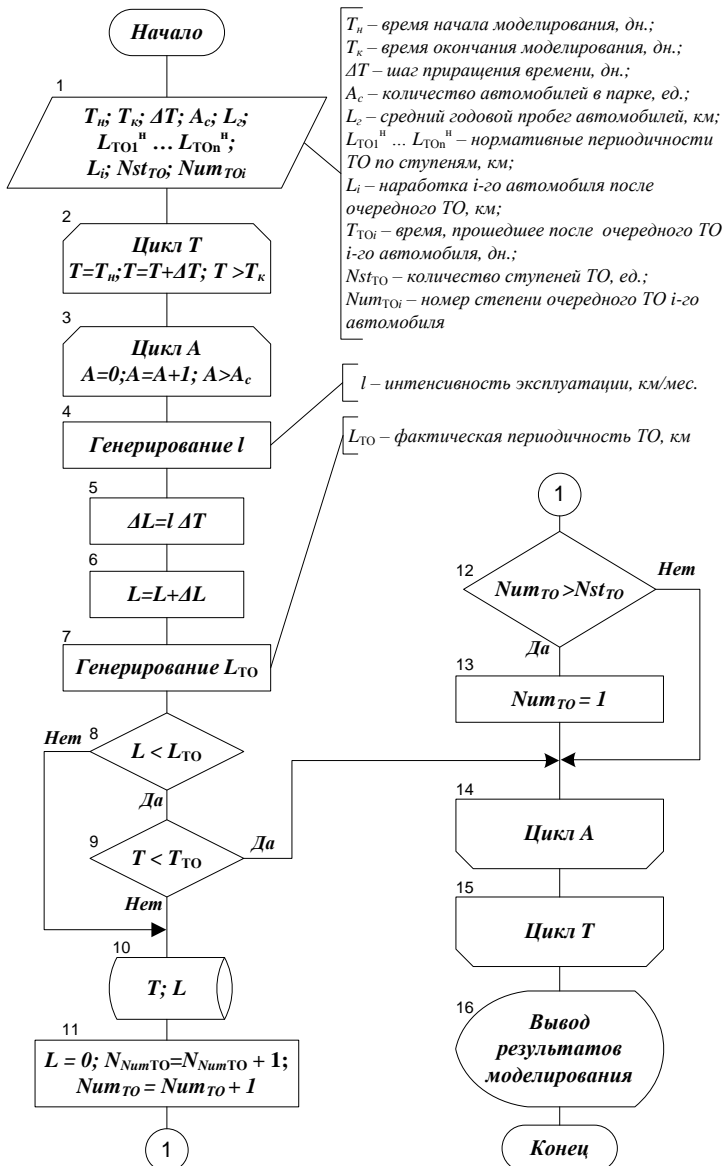 Начало
1
Tн; Tк; ΔT; Aс; Lг;
LТО1ᴴ … LТОnᴴ;
Li; NstТО; NumТОi
Tн – время начала моделирования, дн.;
Tк – время окончания моделирования, дн.;
ΔT – шаг приращения времени, дн.;
Aс – количество автомобилей в парке, ед.;
Lг – средний годовой пробег автомобилей, км;
LТО1ᴴ … LТОnᴴ – нормативные периодичности
ТО по ступеням, км;
Li – наработка i-го автомобиля после
очередного ТО, км;
TТОi – время, прошедшее после очередного ТО
i-го автомобиля, дн.;
NstТО – количество ступеней ТО, ед.;
NumТОi – номер степени очередного ТО i-го
автомобиля
2
Цикл T
T=Tн;T=T+ΔT; T >Tк
3
Цикл A
A=0;A=A+1; A>Aс
l – интенсивность эксплуатации, км/мес.
4
Генерирование l
LТО – фактическая периодичность ТО, км
5
ΔL=l ΔT
6
L=L+ΔL
7
Генерирование LТО
8
Нет
L < LТО
Да
9
T < TТО
Да
Нет
10
T; L
11
L = 0; NNumТО=NNumТО + 1;
NumТО = NumТО + 1
1
1
12
NumТО >NstТО
Нет
Да
13
NumТО = 1
14
Цикл A
15
Цикл T
16
Вывод
результатов
моделирования
Конец